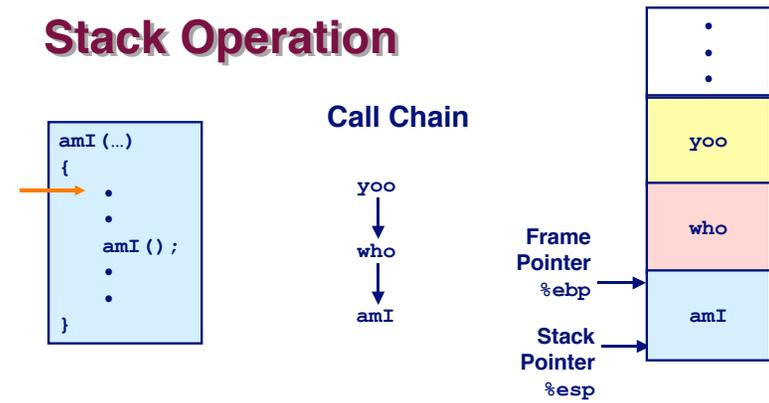 Stack Operation
amI(…)
{
•
•
amI();
•
•
}
Call Chain
yoo
who
amI
Frame
Pointer
%ebp
Stack
Pointer
%esp
•
•
•
yoo
who
amI